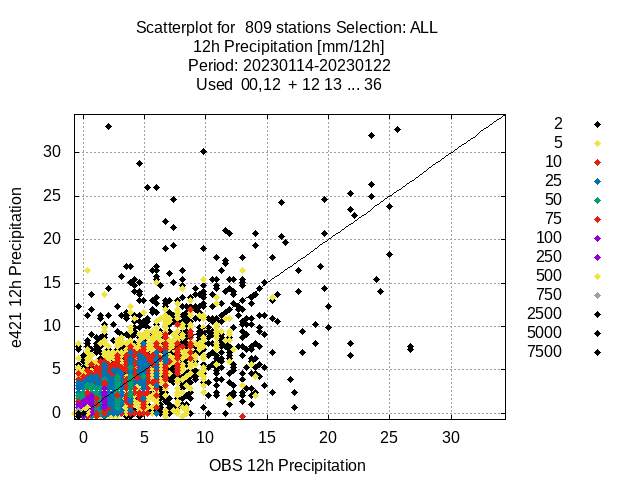 Scatterplot for  809 stations Selection: ALL
12h Precipitation [mm/12h]
Period: 20230114-20230122
Used  00,12  + 12 13 ... 36
e421 12h Precipitation
30
25
20
15
10
5
0
0 5 10 15 20 25 30
OBS 12h Precipitation
2
5
10
25
50
75
100
250
500
750
2500
5000
7500